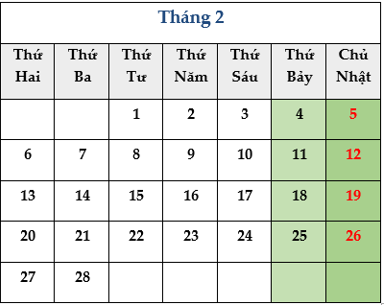 Tháng 2
Thứ Hai Thứ Ba Thứ Tư Thứ Năm Thứ Sáu Thứ Bảy Chủ Nhật
1 2 3 4 5
6 7 8 9 10 11 12
13 14 15 16 17 18 19
20 21 22 23 24 25 26
27 28